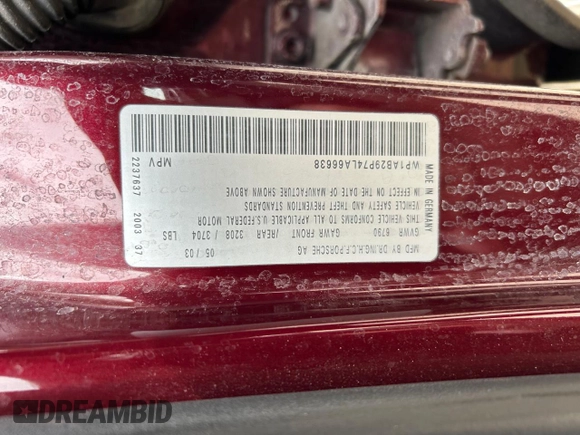 MFD. BY DR.ING.H.C.F.PORSCHE AG 05/03
GVWR 6790 GAWR FRONT /REAR 3208 / 3704 LBS
THIS VEHICLE CONFORMS TO ALL APPLICABLE U.S.FEDERAL MOTOR
VEHICLE SAFETY AND THEFT PREVENTION STANDARDS
IN EFFECT ON THE DATE OF MANUFACTURE SHOWN ABOVE
MADE IN GERMANY 2237637 2003 37
WP1AB29P74LA66638 MPV
DREAMBID